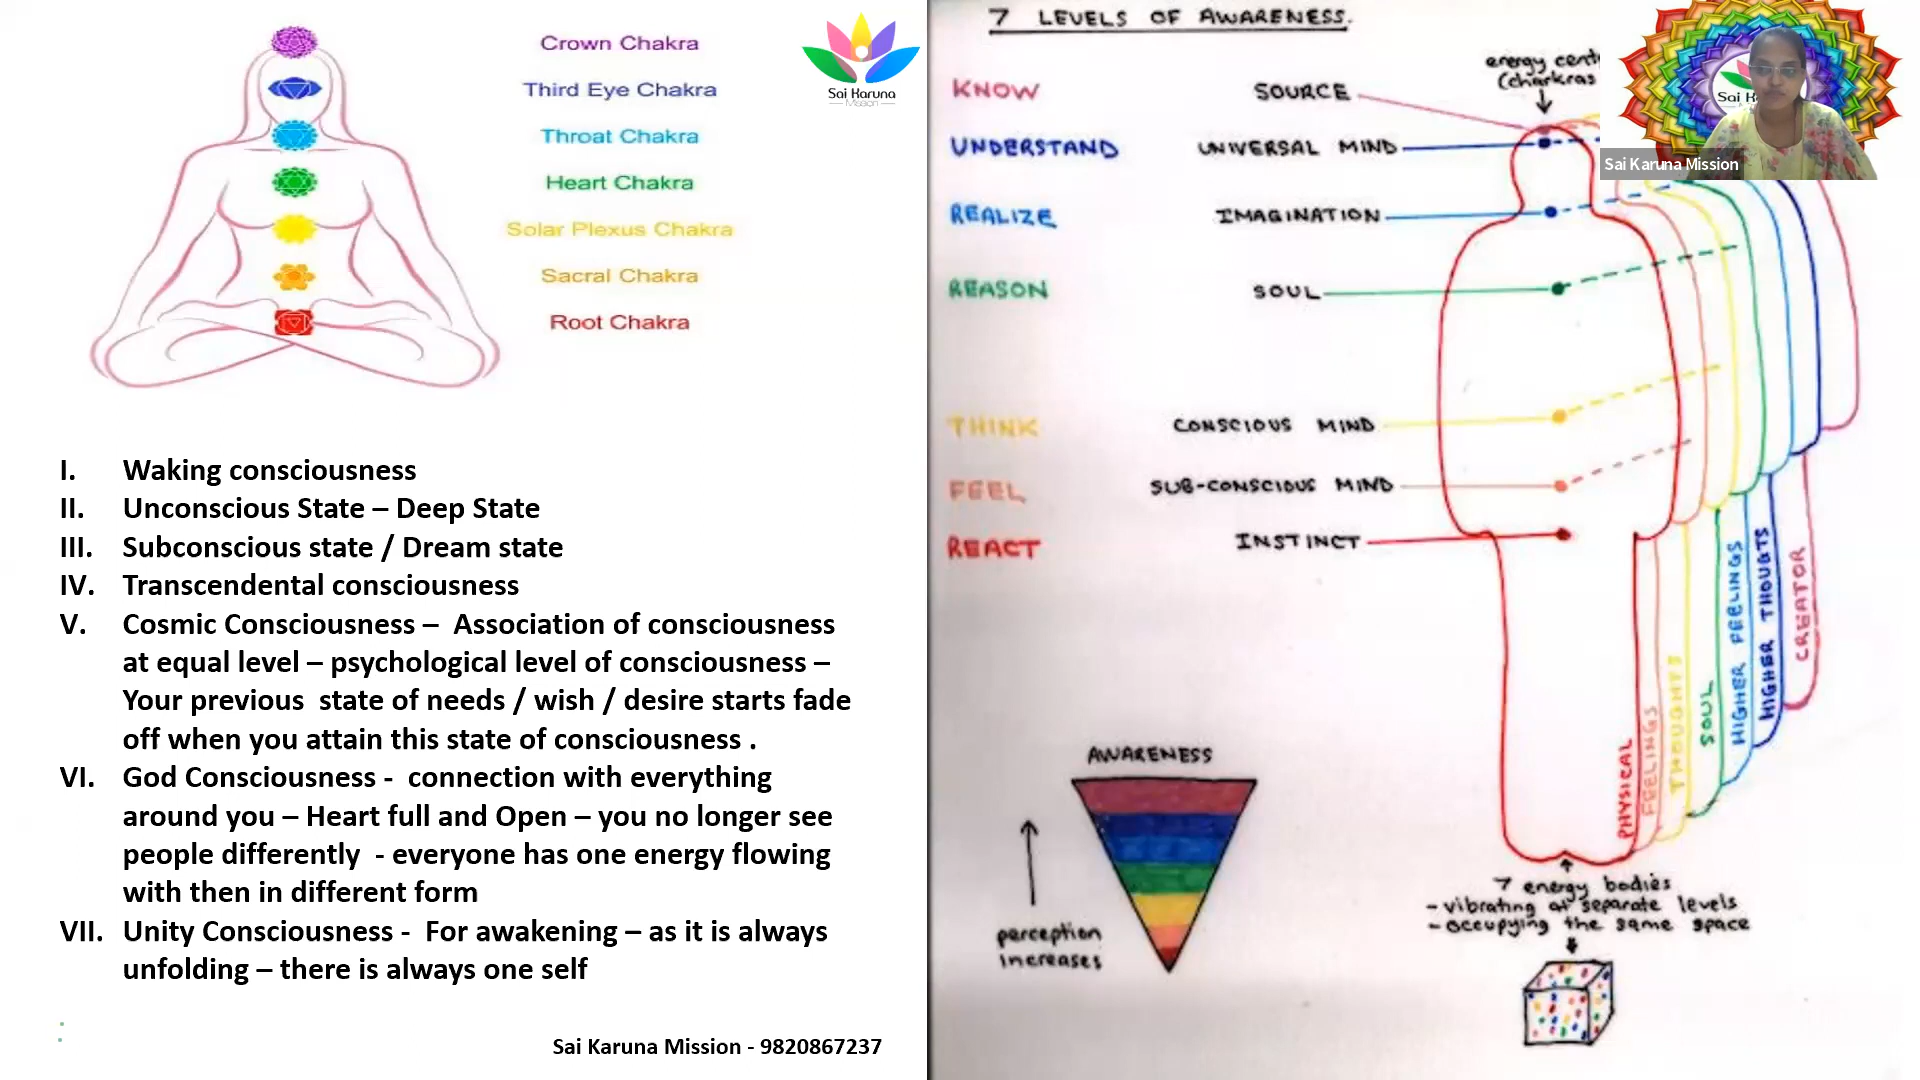 Crown Chakra
Third Eye Chakra
Throat Chakra
Heart Chakra
Solar Plexus Chakra
Sacral Chakra
Root Chakra
Sai Karuna
Mission
I. Waking consciousness
II. Unconscious State – Deep State
III. Subconscious state / Dream state
IV. Transcendental consciousness
V. Cosmic Consciousness – Association of consciousness
at equal level – psychological level of consciousness –
Your previous state of needs / wish / desire starts fade
off when you attain this state of consciousness .
VI. God Consciousness - connection with everything
around you – Heart full and Open – you no longer see
people differently - everyone has one energy flowing
with then in different form
VII. Unity Consciousness - For awakening – as it is always
unfolding – there is always one self
Sai Karuna Mission - 9820867237
7 LEVELS OF AWARENESS.
energy cent
(charkras
KNOW SOURCE
UNDERSTAND UNIVERSAL MIND
REALIZE IMAGINATION
REASON SOUL
THINK CONSCIOUS MIND
FEEL SUB-CONSCIOUS MIND
REACT INSTINCT
PHYSICAL
FEELINGS
THOUGHTS
SOUL
HIGHER FEELINGS
HIGHER THOUGTS
CREATOR
AWARENESS
perception
increases
7 energy bodies
- vibrating at separate levels
- occupying the same space
Sai K
Sai Karuna Mission